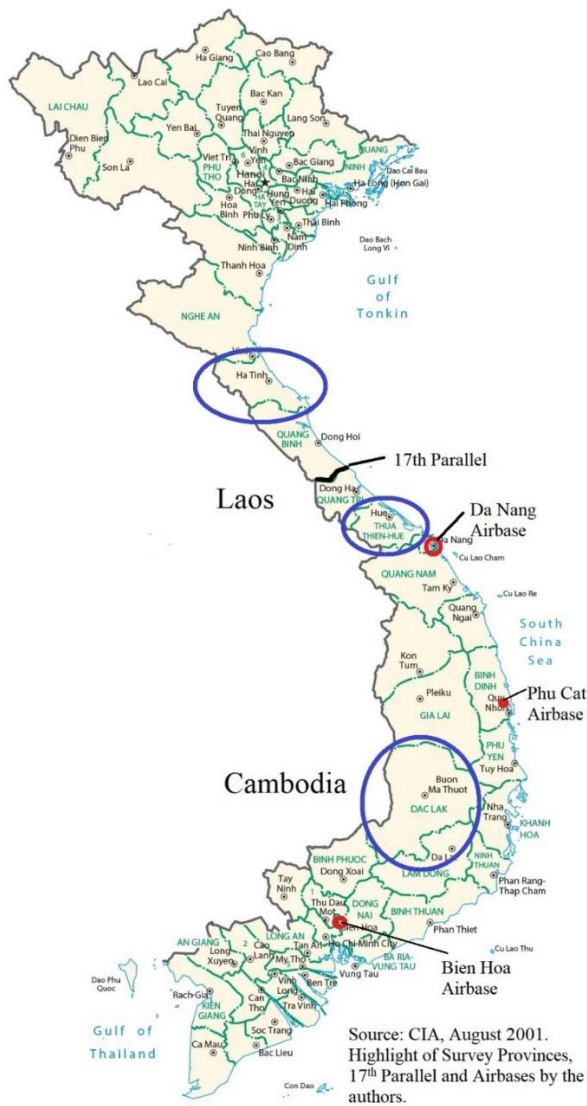 Ha Giang
Cao Bang
Lao Cai
Bac Kan
LAI CHAU
Tuyen
Quang
Lang Son
Yen Bai
Thai Nguyen
Dien Bien
Phu
Viet Tri
Vinh
Yen
Bac Giang
QUANG
NINH
Son La
PHU
THO
Hanoi
Bac Ninh
Dao Cai Bau
Ha Long (Hon Gai)
Ha
Dong
HA
TAY
Hung
Yen
Hai
Duong
Hai Phong
Hoa
Binh
Phu Ly
Thai Binh
Nam
Dinh
Ninh Binh
Dao Bach
Long Vi
Thanh Hoa
Gulf
of
Tonkin
NGHE AN
Vinh
Ha Tinh
QUANG
BINH
Dong Hoi
17th Parallel
Dong Ha
QUANG TRI
Laos
Hue
THUA
THIEN-HUE
Da Nang
Airbase
Da Nang
Cu Lao Cham
QUANG NAM
Tam Ky
Cu Lao Re
Quang
Ngai
South
China
Sea
Kon
Tum
BINH
DINH
Pleiku
Quy
Nhon
Phu Cat
Airbase
GIA LAI
PHU
YEN
Tuy Hoa
Cambodia
Buon
Ma Thuot
DAC LAK
Nha
Trang
KHANH
HOA
BINH PHUOC
Da Lat
NINH
THUAN
Dong Xoai
LAM DONG
Tay
Ninh
1
Phan Rang-
Thap Cham
Thu Dau
Mot
DONG
NAI
BINH THUAN
Bien Hoa
Phan Thiet
LONG AN
AN GIANG
2
Cao
Lanh
Tan An
Ho Chi Minh City
BA RIA-
VUNG TAU
Cu Lao Thu
Long
Xuyen
My Tho
Vung Tau
Bien Hoa
Airbase
Dao Phu
Quoc
Rach Gia
Vinh
Long
Ben Tre
Can
Tho
Tra Vinh
KIEN
GIANG
Gulf of
Thailand
Soc Trang
Ca Mau
Bac Lieu
Con Dao
Source: CIA, August 2001.
Highlight of Survey Provinces,
17th Parallel and Airbases by the
authors.